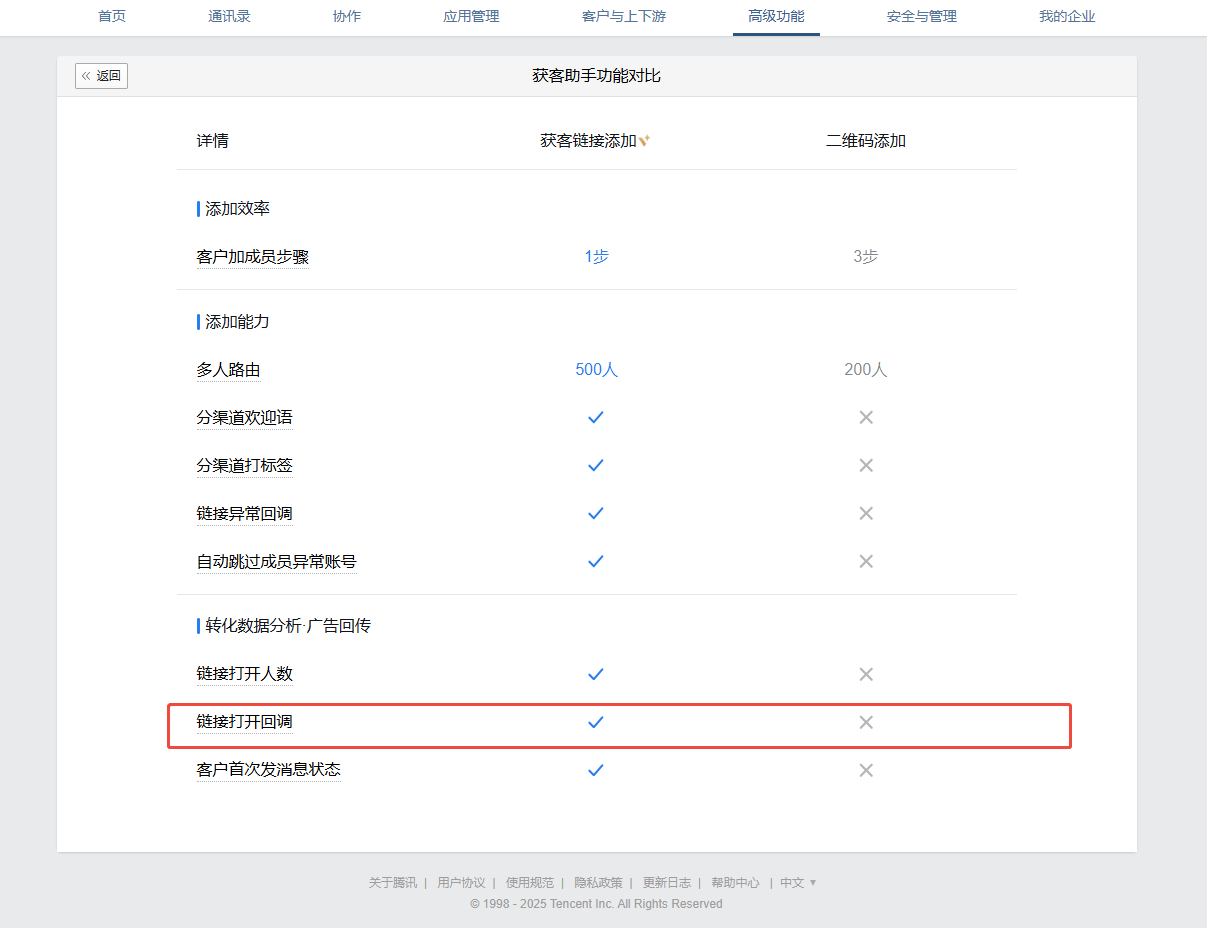 首页 通讯录 协作 应用管理 客户与上下游 高级功能 安全与管理 我的企业
« 返回 获客助手功能对比
详情 获客链接添加 二维码添加
添加效率
客户加成员步骤 1步 3步
添加能力
多人路由 500人 200人
分渠道欢迎语
分渠道打标签
链接异常回调
自动跳过成员异常账号
转化数据分析·广告回传
链接打开人数
链接打开回调
客户首次发消息状态
关于腾讯 | 用户协议 | 使用规范 | 隐私政策 | 更新日志 | 帮助中心 | 中文
© 1998 - 2025 Tencent Inc. All Rights Reserved